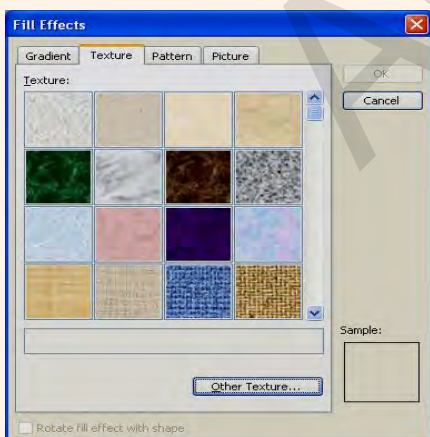 Fill Effects
Gradient Texture Pattern Picture
OK
Texture:
Cancel
Sample:
Other Texture...
Rotate fill effect with shape